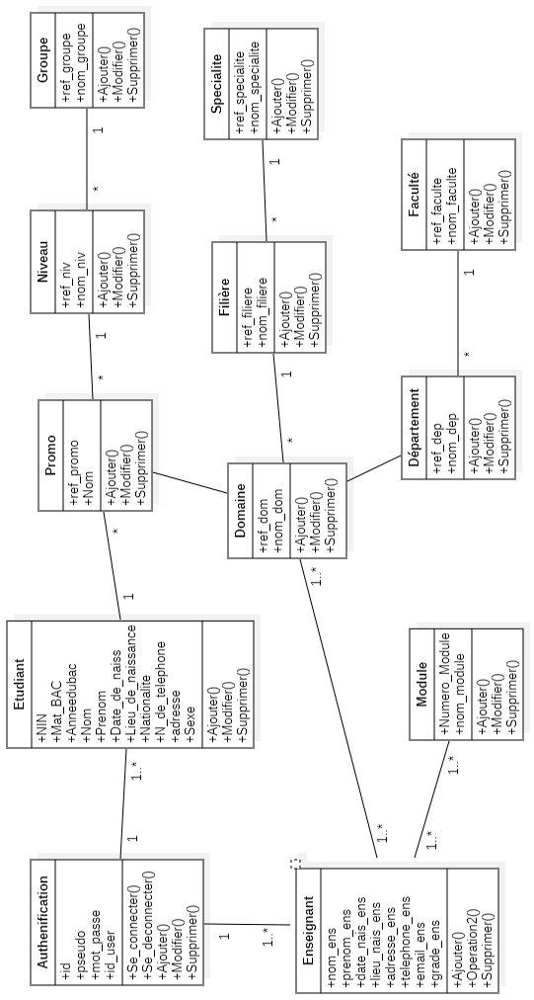 Authenification
+id
+pseudo
+mot_passe
+id_user
+Se_connecter()
+Se_deconnecter()
+Ajouter()
+Modifier()
+Supprimer()
1
1..*
Etudiant
+NIN
+Mat_BAC
+Anneedubac
+Nom
+Prenom
+Date_de_naiss
+Lieu_de_naissance
+Nationalite
+N_de_telephone
+adresse
+Sexe
+Ajouter()
+Modifier()
+Supprimer()
1
*
Promo
+ref_promo
+Nom
+Ajouter()
+Modifier()
+Supprimer()
*
1
Niveau
+ref_niv
+nom_niv
+Ajouter()
+Modifier()
+Supprimer()
*
1
Groupe
+ref_groupe
+nom_groupe
+Ajouter()
+Modifier()
+Supprimer()
1
1..*
Domaine
+ref_dom
+nom_dom
+Ajouter()
+Modifier()
+Supprimer()
*
1
Filière
+ref_filiere
+nom_filiere
+Ajouter()
+Modifier()
+Supprimer()
*
1
Specialite
+ref_specialite
+nom_specialite
+Ajouter()
+Modifier()
+Supprimer()
1..*
1..*
Enseignant
+nom_ens
+prenom_ens
+date_nais_ens
+lieu_nais_ens
+adresse_ens
+telephone_ens
+email_ens
+grade_ens
+Ajouter()
+Operation2()
+Supprimer()
1..*
1..*
Module
+Numero_Module
+nom_module
+Ajouter()
+Modifier()
+Supprimer()
Département
+ref_dep
+nom_dep
+Ajouter()
+Modifier()
+Supprimer()
*
1
Faculté
+ref_faculte
+nom_faculte
+Ajouter()
+Modifier()
+Supprimer()